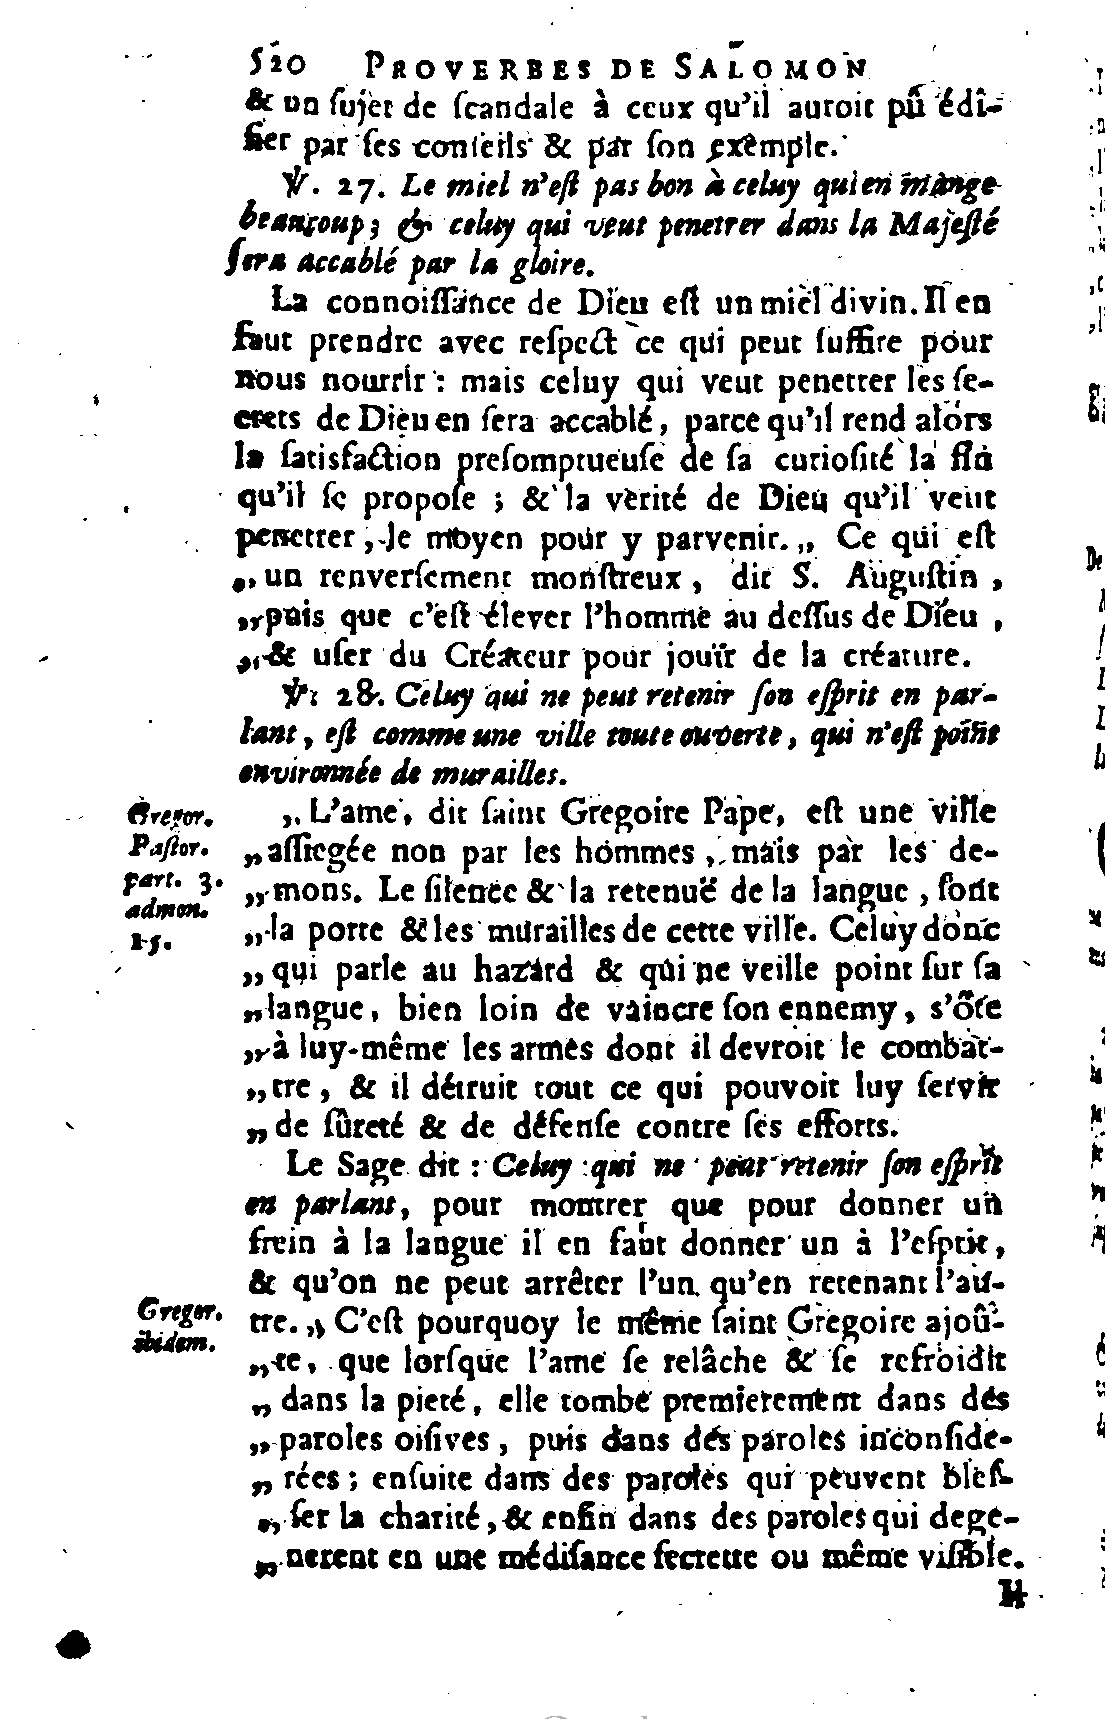 520 PROVERBES DE SALOMON
& un ſujet de ſcandale à ceux qu'il auroit pû édi-
fier par ſes conſeils & par ſon exemple.
℣. 27. Le miel n'eſt pas bon à celuy qui en mange
beaucoup; & celuy qui veut penetrer dans la Majeſté
ſera accablé par la gloire.
La connoiſſance de Dieu eſt un miel divin. Il en
faut prendre avec reſpect ce qui peut ſuffire pour
nous nourrir : mais celuy qui veut penetrer les ſe-
crets de Dieu en ſera accablé, parce qu'il rend alors
la ſatisfaction preſomptueuſe de ſa curioſité la fin
qu'il ſe propoſe ; & la verité de Dieu qu'il veut
penetrer, le moyen pour y parvenir. „ Ce qui eſt
„ un renverſement monſtreux, dit S. Auguſtin,
„ puis que c'eſt élever l'homme au deſſus de Dieu,
„ & uſer du Créateur pour jouïr de la créature.
℣. 28. Celuy qui ne peut retenir ſon eſprit en par-
lant, eſt comme une ville toute ouverte, qui n'eſt point
environnée de murailles.
Gregor. „ L'ame, dit ſaint Gregoire Pape, eſt une ville
Paſtor. „ aſſiegée non par les hommes, mais par les de-
part. 3. „ mons. Le ſilence & la retenuë de la langue, ſont
admon. 15. „ la porte & les murailles de cette ville. Celuy donc
„ qui parle au hazard & qui ne veille point ſur ſa
„ langue, bien loin de vaincre ſon ennemy, s'ôte
„ à luy-même les armes dont il devroit le combat-
„ tre, & il détruit tout ce qui pouvoit luy ſervir
„ de ſûreté & de défenſe contre ſes efforts.
Le Sage dit : Celuy qui ne peut retenir ſon eſprit
en parlant, pour montrer que pour donner un
frein à la langue il en faut donner un à l'eſprit,
& qu'on ne peut arrêter l'un qu'en retenant l'au-
Gregor. tre. „ C'eſt pourquoy le même ſaint Gregoire ajoû-
ibidem. „ te, que lorſque l'ame ſe relâche & ſe refroidit
„ dans la pieté, elle tombe premierement dans des
„ paroles oiſives, puis dans des paroles inconſide-
„ rées ; enſuite dans des paroles qui peuvent bleſ-
„ ſer la charité, & enfin dans des paroles qui dege-
„ nerent en une médiſance ſecrette ou même viſible.
Il